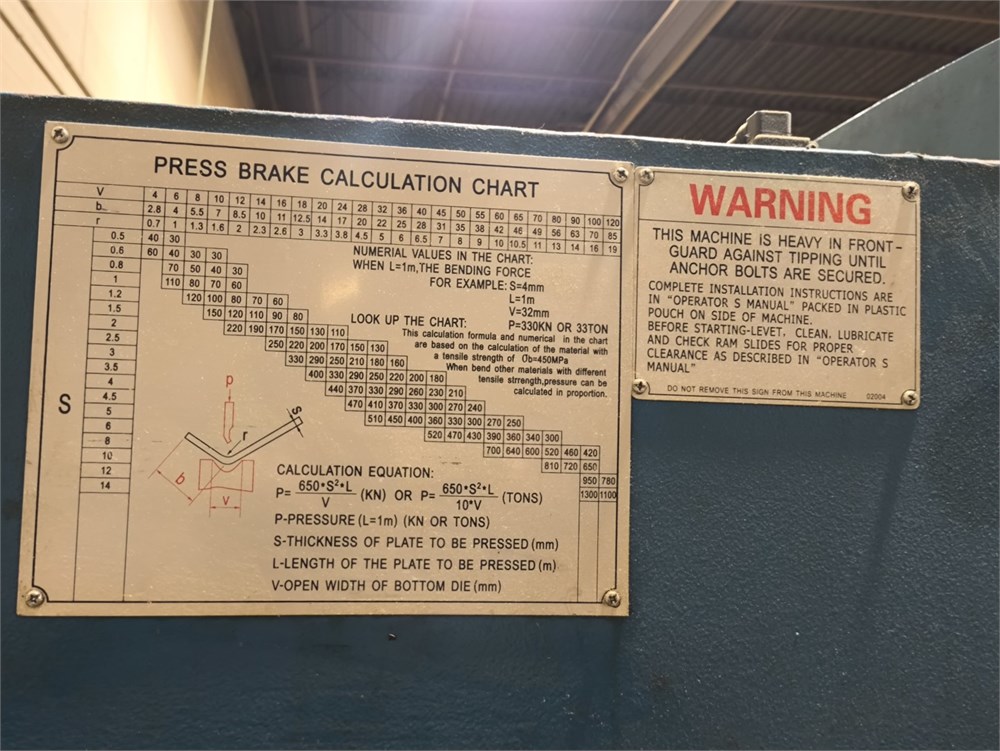 PRESS BRAKE CALCULATION CHART
V 4 6 8 10 12 14 16 18 20 24 28 32 36 40 45 50 55 60 65 70 80 90 100 120
b 2.8 4 5.5 7 8.5 10 11 12.5 14 17 20 22 25 28 31 35 38 42 46 49 56 63 70 85
r 0.7 1 1.3 1.6 2 2.3 2.6 3 3.3 3.8 4.5 5 6 6.5 7 8 9 10 10.5 11 13 14 16 19
S
0.5 40 30
0.6 60 40 30 30
0.8 70 50 40 30
1 110 80 70 60
1.2 120 100 80 70 60
1.5 150 120 110 90 80
2 220 190 170 150 130 110
2.5 250 220 200 170 150 130
3 330 290 250 210 180 160
3.5 400 330 290 250 220 200 180
4 440 370 330 290 260 230 210
4.5 470 410 370 330 300 270 240
5 510 450 400 360 330 300 270 250
6 520 470 430 390 360 340 300
8 700 640 600 520 460 420
10 810 720 650
12 950 780
14 1300 1100
NUMERIAL VALUES IN THE CHART:
WHEN L=1m,THE BENDING FORCE
FOR EXAMPLE: S=4mm
L=1m
V=32mm
LOOK UP THE CHART: P=330KN OR 33TON
This calculation formula and numerical in the chart
are based on the calculation of the material with
a tensile strength of σb=450MPa
When bend other materials with different
tensile strrength,pressure can be
calculated in proportion.
P
S
r
b
V
CALCULATION EQUATION:
P= 650•S²•L / V (KN) OR P= 650•S²•L / 10•V (TONS)
P-PRESSURE (L=1m) (KN OR TONS)
S-THICKNESS OF PLATE TO BE PRESSED (mm)
L-LENGTH OF THE PLATE TO BE PRESSED (m)
V-OPEN WIDTH OF BOTTOM DIE (mm)
WARNING
THIS MACHINE IS HEAVY IN FRONT-
GUARD AGAINST TIPPING UNTIL
ANCHOR BOLTS ARE SECURED.
COMPLETE INSTALLATION INSTRUCTIONS ARE
IN "OPERATOR S MANUAL" PACKED IN PLASTIC
POUCH ON SIDE OF MACHINE.
BEFORE STARTING-LEVET, CLEAN, LUBRICATE
AND CHECK RAM SLIDES FOR PROPER
CLEARANCE AS DESCRIBED IN "OPERATOR S
MANUAL"
DO NOT REMOVE THIS SIGN FROM THIS MACHINE 02004